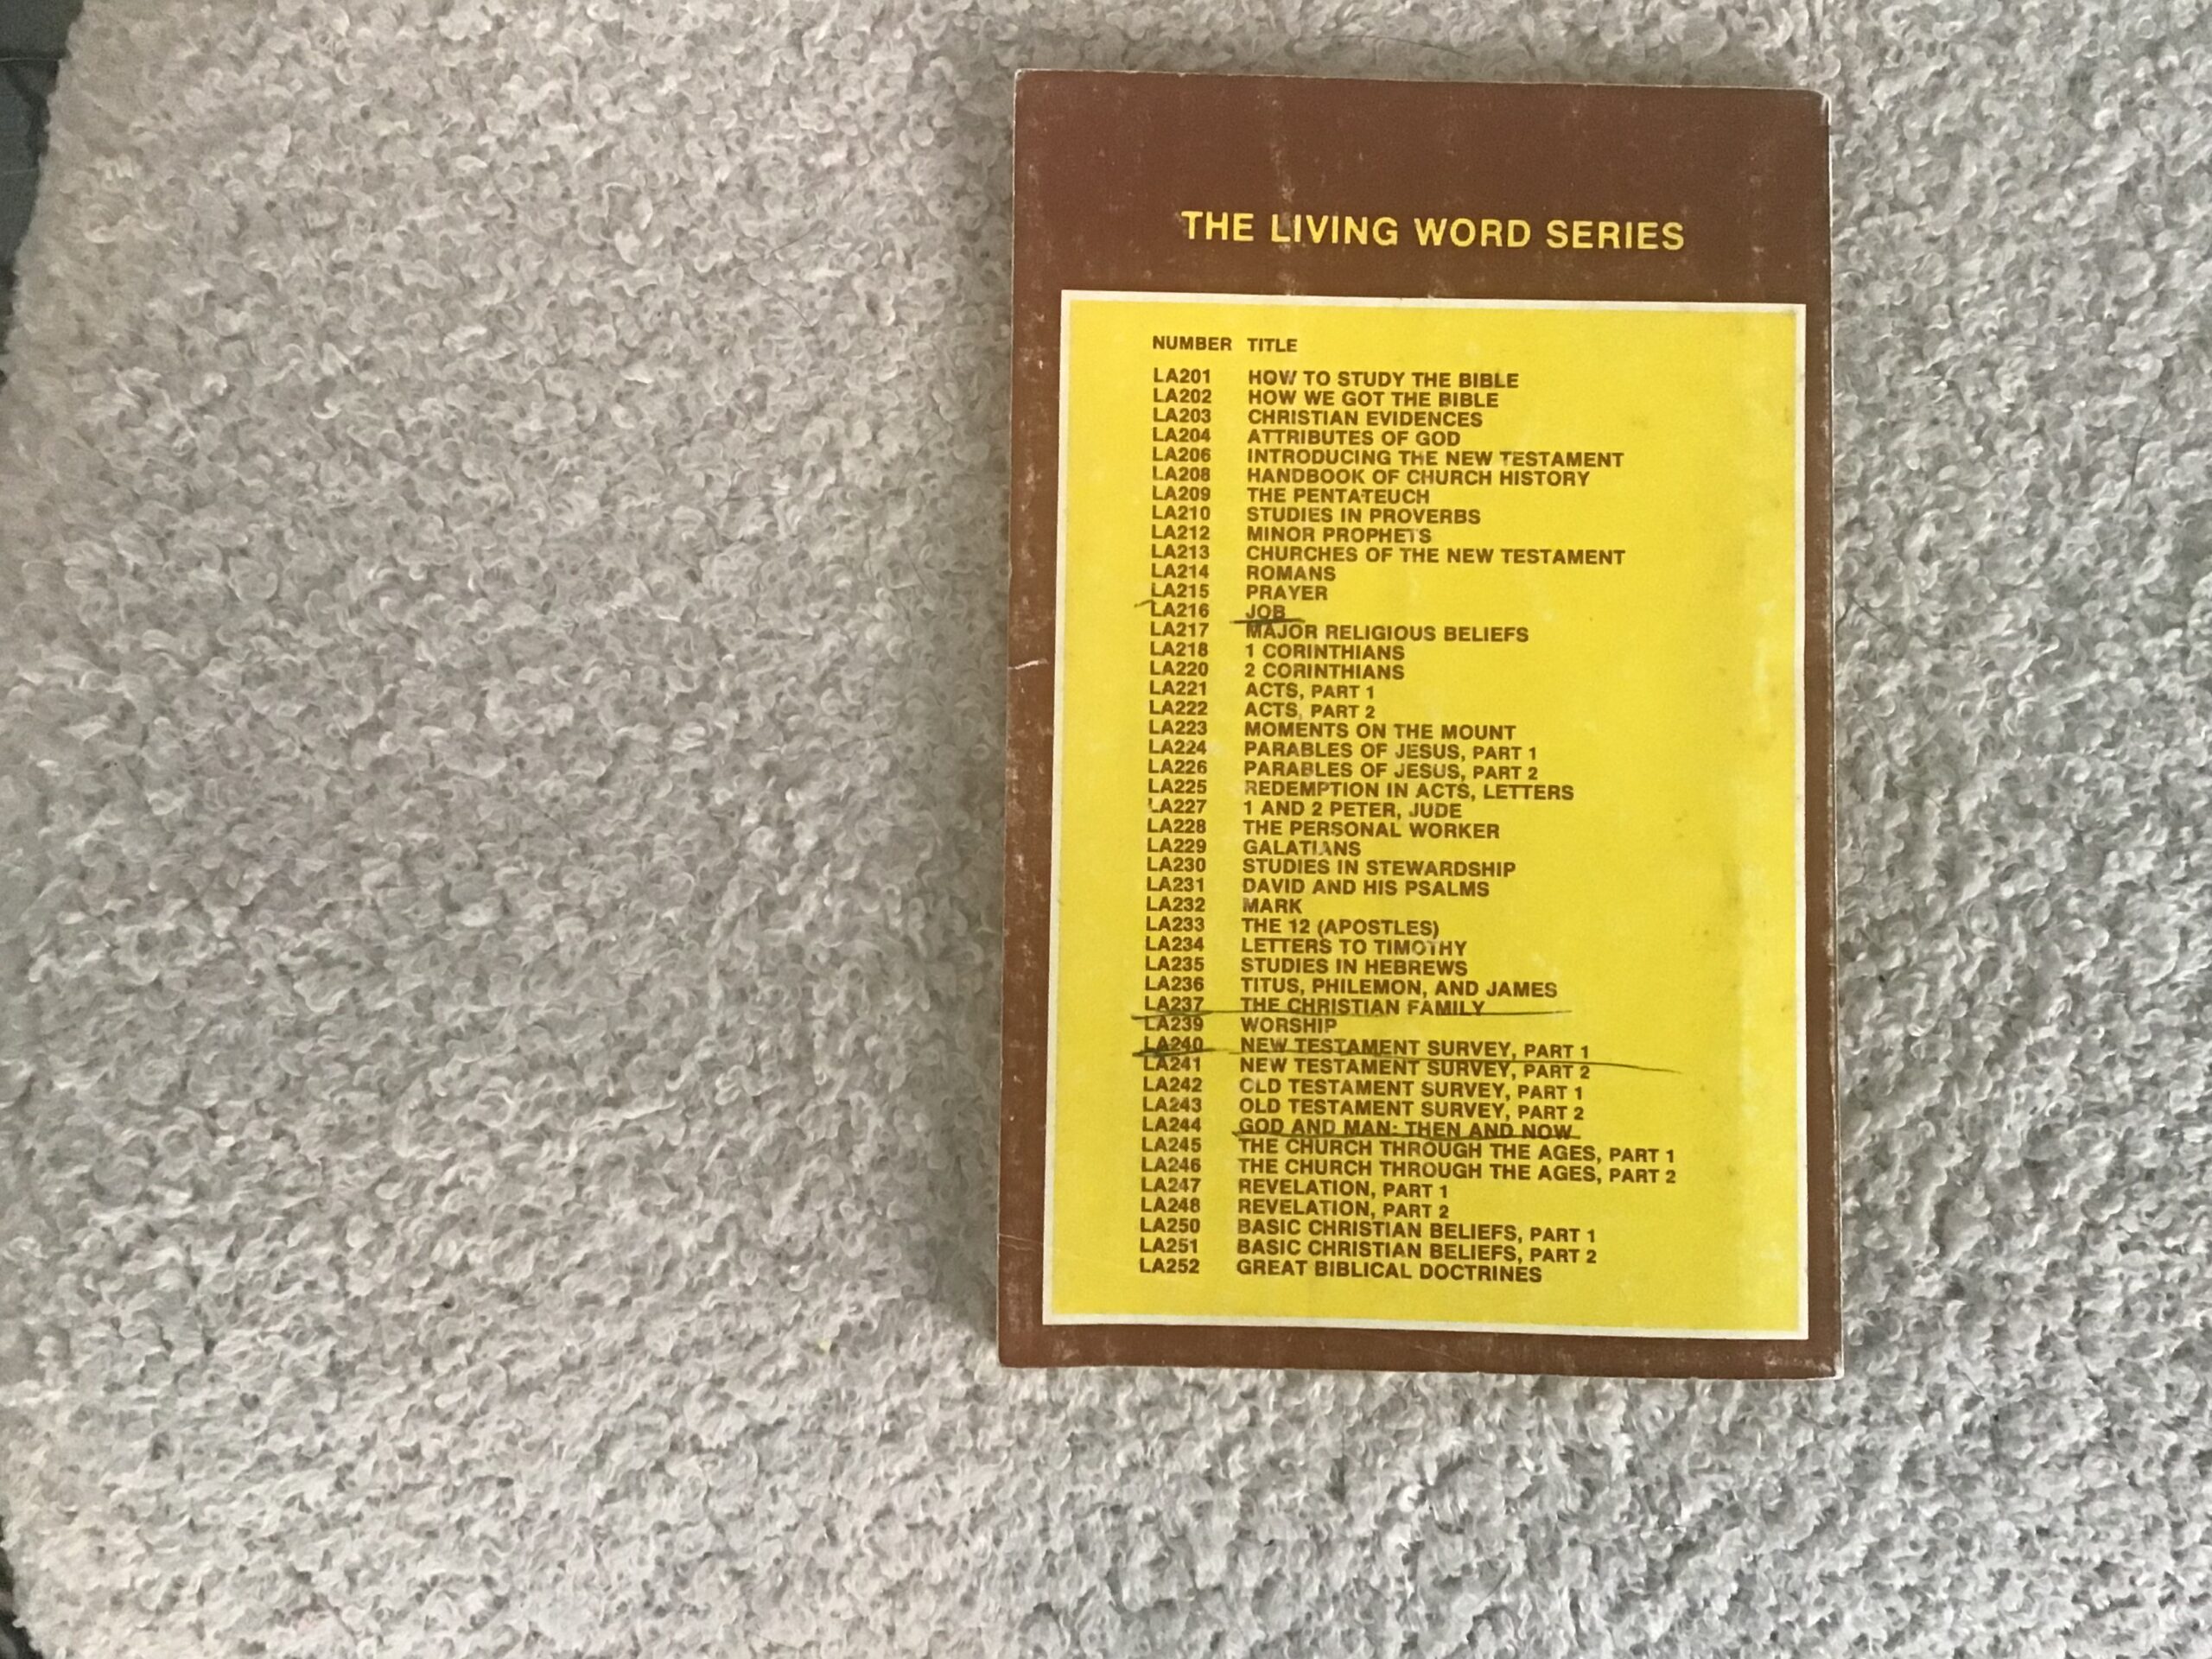 THE LIVING WORD SERIES
NUMBER TITLE
LA201 HOW TO STUDY THE BIBLE
LA202 HOW WE GOT THE BIBLE
LA203 CHRISTIAN EVIDENCES
LA204 ATTRIBUTES OF GOD
LA206 INTRODUCING THE NEW TESTAMENT
LA208 HANDBOOK OF CHURCH HISTORY
LA209 THE PENTATEUCH
LA210 STUDIES IN PROVERBS
LA212 MINOR PROPHETS
LA213 CHURCHES OF THE NEW TESTAMENT
LA214 ROMANS
LA215 PRAYER
LA216 JOB
LA217 MAJOR RELIGIOUS BELIEFS
LA218 1 CORINTHIANS
LA220 2 CORINTHIANS
LA221 ACTS, PART 1
LA222 ACTS, PART 2
LA223 MOMENTS ON THE MOUNT
LA224 PARABLES OF JESUS, PART 1
LA226 PARABLES OF JESUS, PART 2
LA225 REDEMPTION IN ACTS, LETTERS
LA227 1 AND 2 PETER, JUDE
LA228 THE PERSONAL WORKER
LA229 GALATIANS
LA230 STUDIES IN STEWARDSHIP
LA231 DAVID AND HIS PSALMS
LA232 MARK
LA233 THE 12 (APOSTLES)
LA234 LETTERS TO TIMOTHY
LA235 STUDIES IN HEBREWS
LA236 TITUS, PHILEMON, AND JAMES
LA237 THE CHRISTIAN FAMILY
LA239 WORSHIP
LA240 NEW TESTAMENT SURVEY, PART 1
LA241 NEW TESTAMENT SURVEY, PART 2
LA242 OLD TESTAMENT SURVEY, PART 1
LA243 OLD TESTAMENT SURVEY, PART 2
LA244 GOD AND MAN: THEN AND NOW
LA245 THE CHURCH THROUGH THE AGES, PART 1
LA246 THE CHURCH THROUGH THE AGES, PART 2
LA247 REVELATION, PART 1
LA248 REVELATION, PART 2
LA250 BASIC CHRISTIAN BELIEFS, PART 1
LA251 BASIC CHRISTIAN BELIEFS, PART 2
LA252 GREAT BIBLICAL DOCTRINES